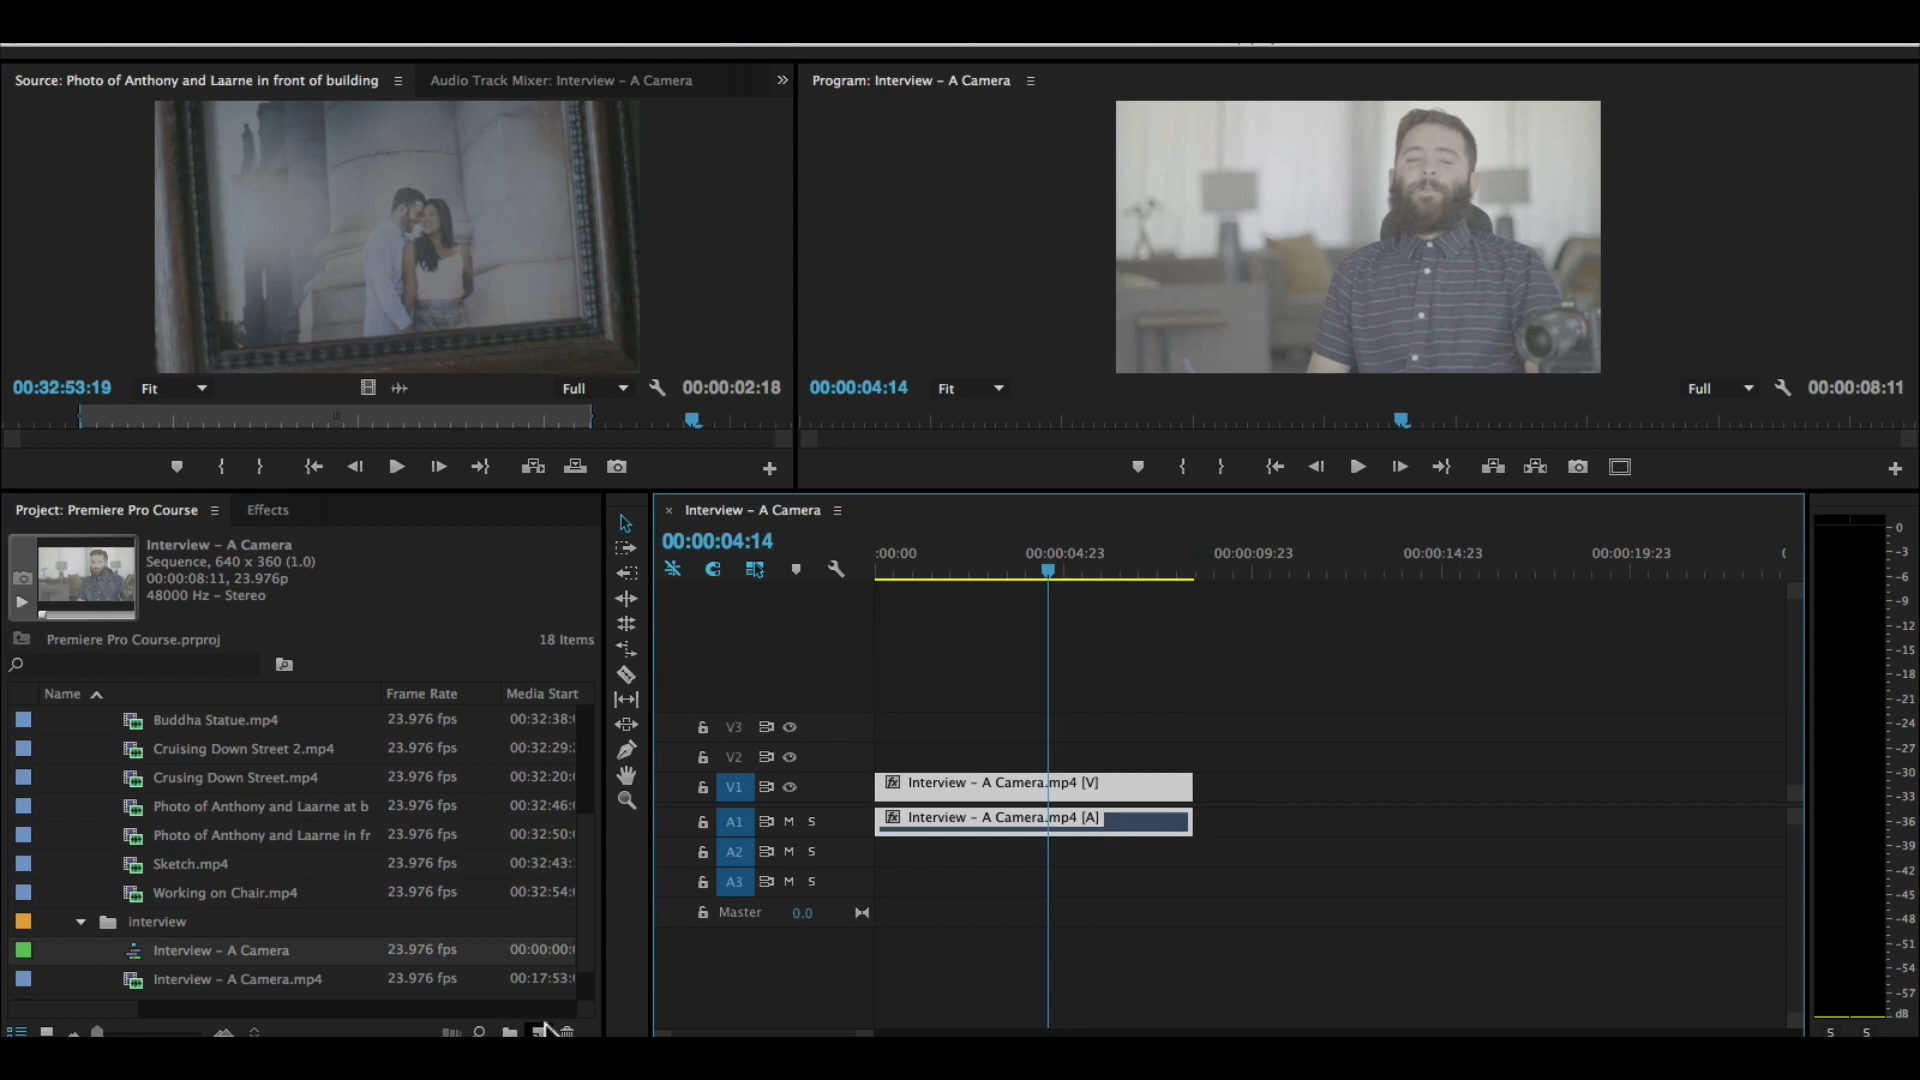 Source: Photo of Anthony and Laarne in front of building
Audio Track Mixer: Interview – A Camera
Program: Interview – A Camera
00:32:53:19
Fit
Full
00:00:02:18
00:00:04:14
Fit
Full
00:00:08:11
Project: Premiere Pro Course
Effects
Interview – A Camera
Sequence, 640 x 360 (1.0)
00:00:08:11, 23.976p
48000 Hz – Stereo
Premiere Pro Course.prproj
18 Items
Name
Frame Rate
Media Start
Buddha Statue.mp4 23.976 fps 00:32:38:
Cruising Down Street 2.mp4 23.976 fps 00:32:29:
Crusing Down Street.mp4 23.976 fps 00:32:20:
Photo of Anthony and Laarne at b 23.976 fps 00:32:46:
Photo of Anthony and Laarne in fr 23.976 fps 00:32:50:
Sketch.mp4 23.976 fps 00:32:43:
Working on Chair.mp4 23.976 fps 00:32:54:
interview
Interview – A Camera 23.976 fps 00:00:00:
Interview – A Camera.mp4 23.976 fps 00:17:53:
× Interview – A Camera
00:00:04:14
:00:00 00:00:04:23 00:00:09:23 00:00:14:23 00:00:19:23
V3
V2
V1
fx Interview – A Camera.mp4 [V]
A1 M S
fx Interview – A Camera.mp4 [A]
A2 M S
A3 M S
Master 0.0
0
-3
-6
-9
-12
-15
-18
-21
-24
-27
-30
-33
-36
-39
-42
-45
-48
-51
-54
-57
dB
S S